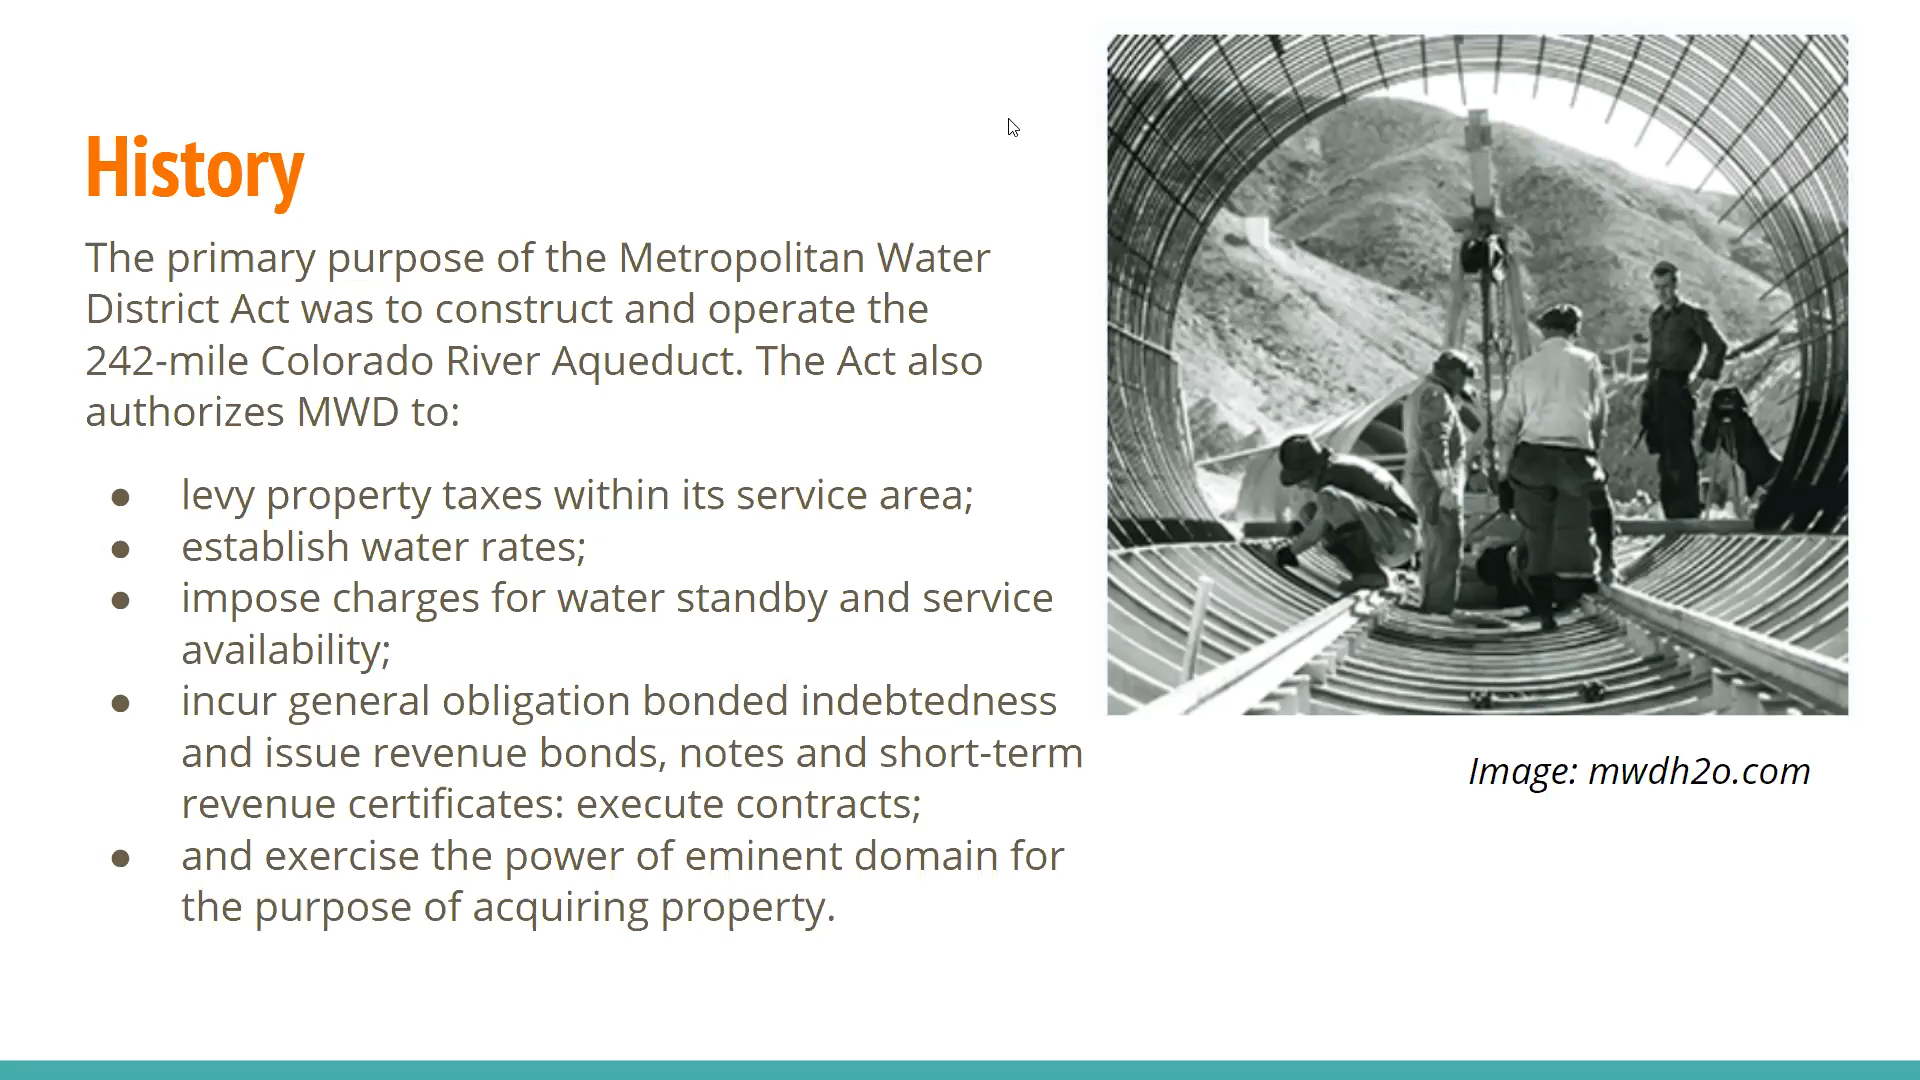 History
The primary purpose of the Metropolitan Water
District Act was to construct and operate the
242-mile Colorado River Aqueduct. The Act also
authorizes MWD to:
● levy property taxes within its service area;
● establish water rates;
● impose charges for water standby and service
availability;
● incur general obligation bonded indebtedness
and issue revenue bonds, notes and short-term
revenue certificates: execute contracts;
● and exercise the power of eminent domain for
the purpose of acquiring property.
Image: mwdh2o.com